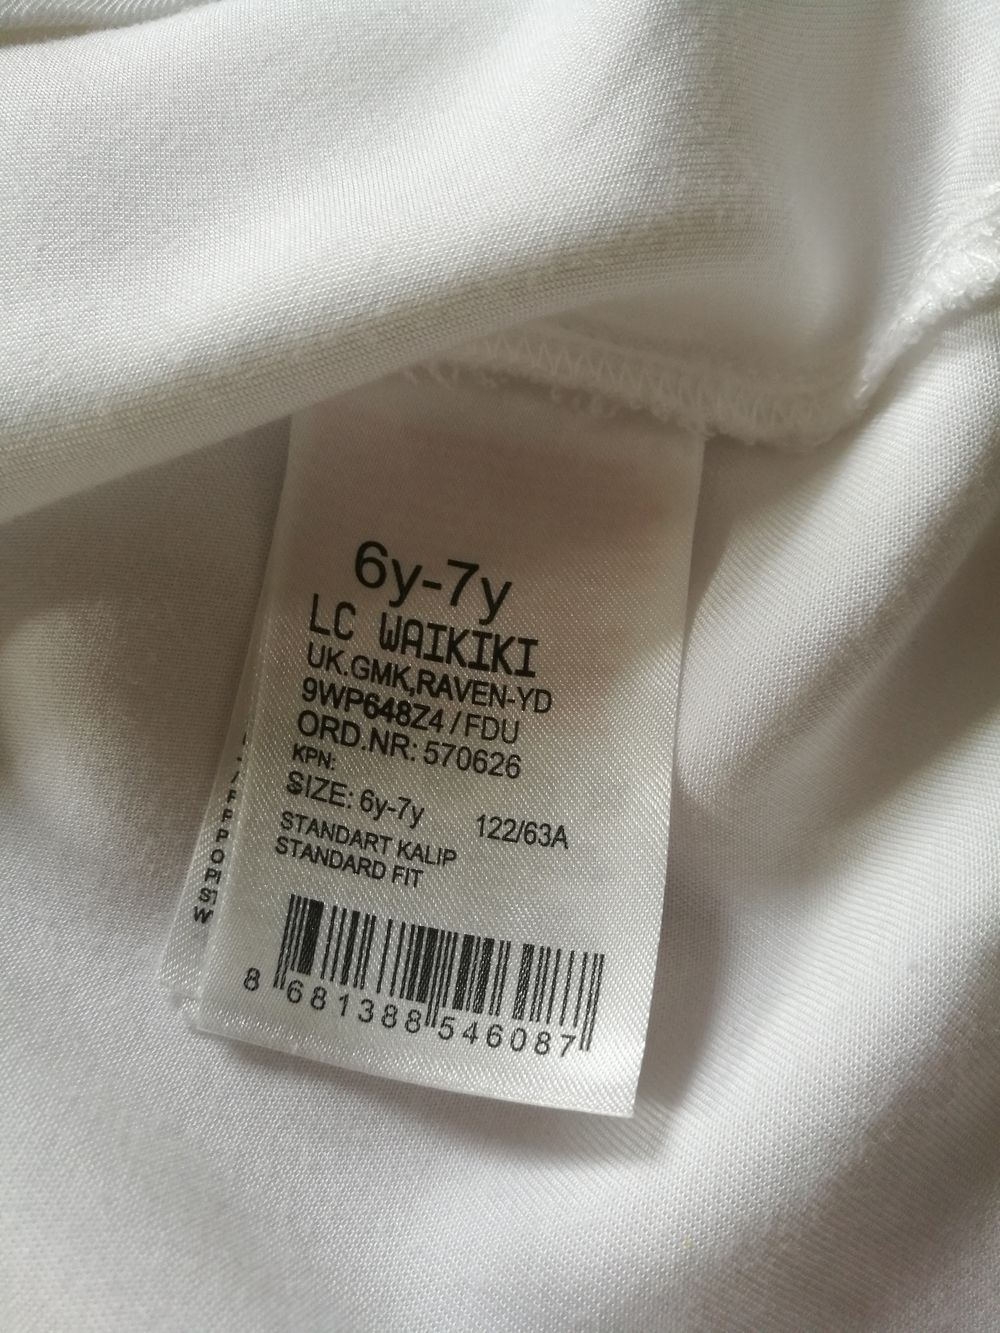 6y-7y
LC WAIKIKI
UK.GMK,RAVEN-YD
9WP648Z4 / FDU
ORD.NR: 570626
KPN:
SIZE: 6y-7y 122/63A
STANDART KALIP
STANDARD FIT
8 681388 546087